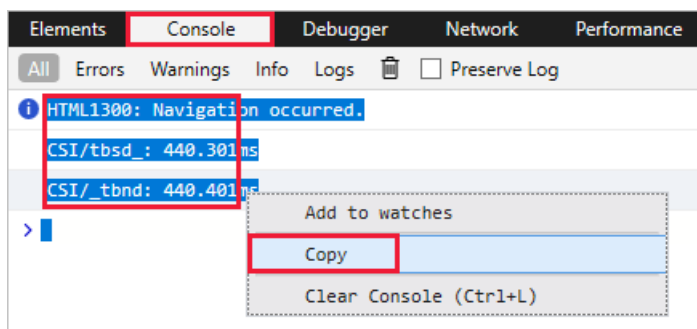 Elements Console Debugger Network Performance
All Errors Warnings Info Logs Preserve Log
HTML1300: Navigation occurred.
CSI/tbsd_: 440.301ms
CSI/_tbnd: 440.401ms
Add to watches
Copy
Clear Console (Ctrl+L)